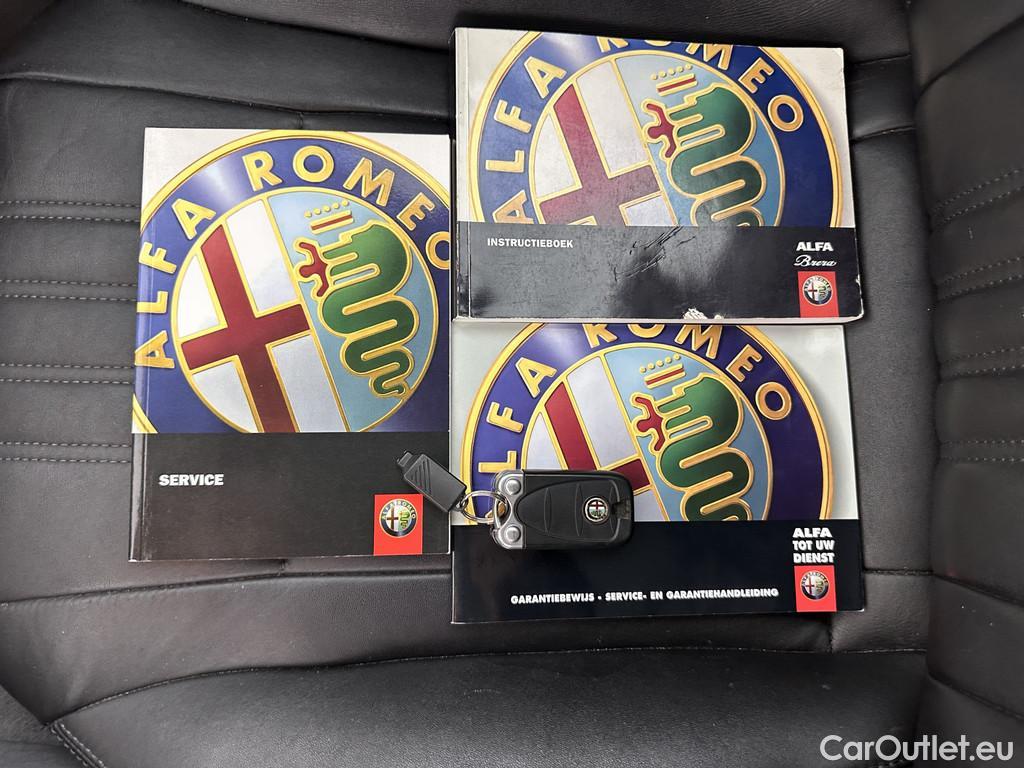 ALFA ROMEO
SERVICE
ALFA ROMEO
INSTRUCTIEBOEK
ALFA
Brera
ALFA ROMEO
ALFA
TOT UW
DIENST
GARANTIEBEWIJS - SERVICE- EN GARANTIEHANDLEIDING
CarOutlet.eu